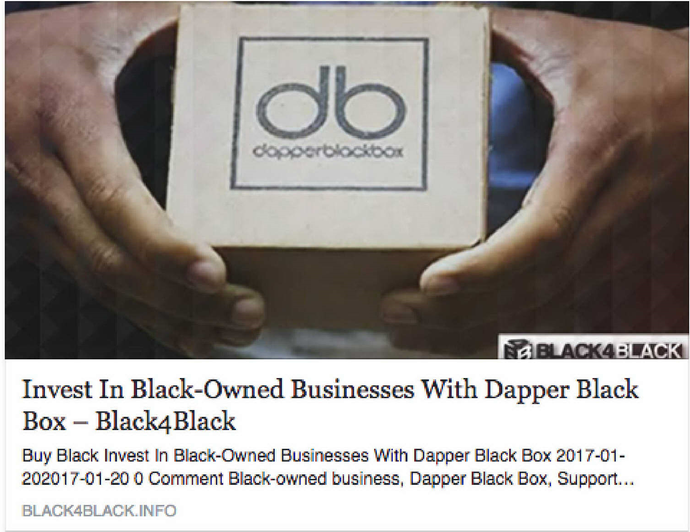 db
dapperblackbox
BLACK4BLACK
Invest In Black-Owned Businesses With Dapper Black
Box – Black4Black
Buy Black Invest In Black-Owned Businesses With Dapper Black Box 2017-01-
202017-01-20 0 Comment Black-owned business, Dapper Black Box, Support...
BLACK4BLACK.INFO